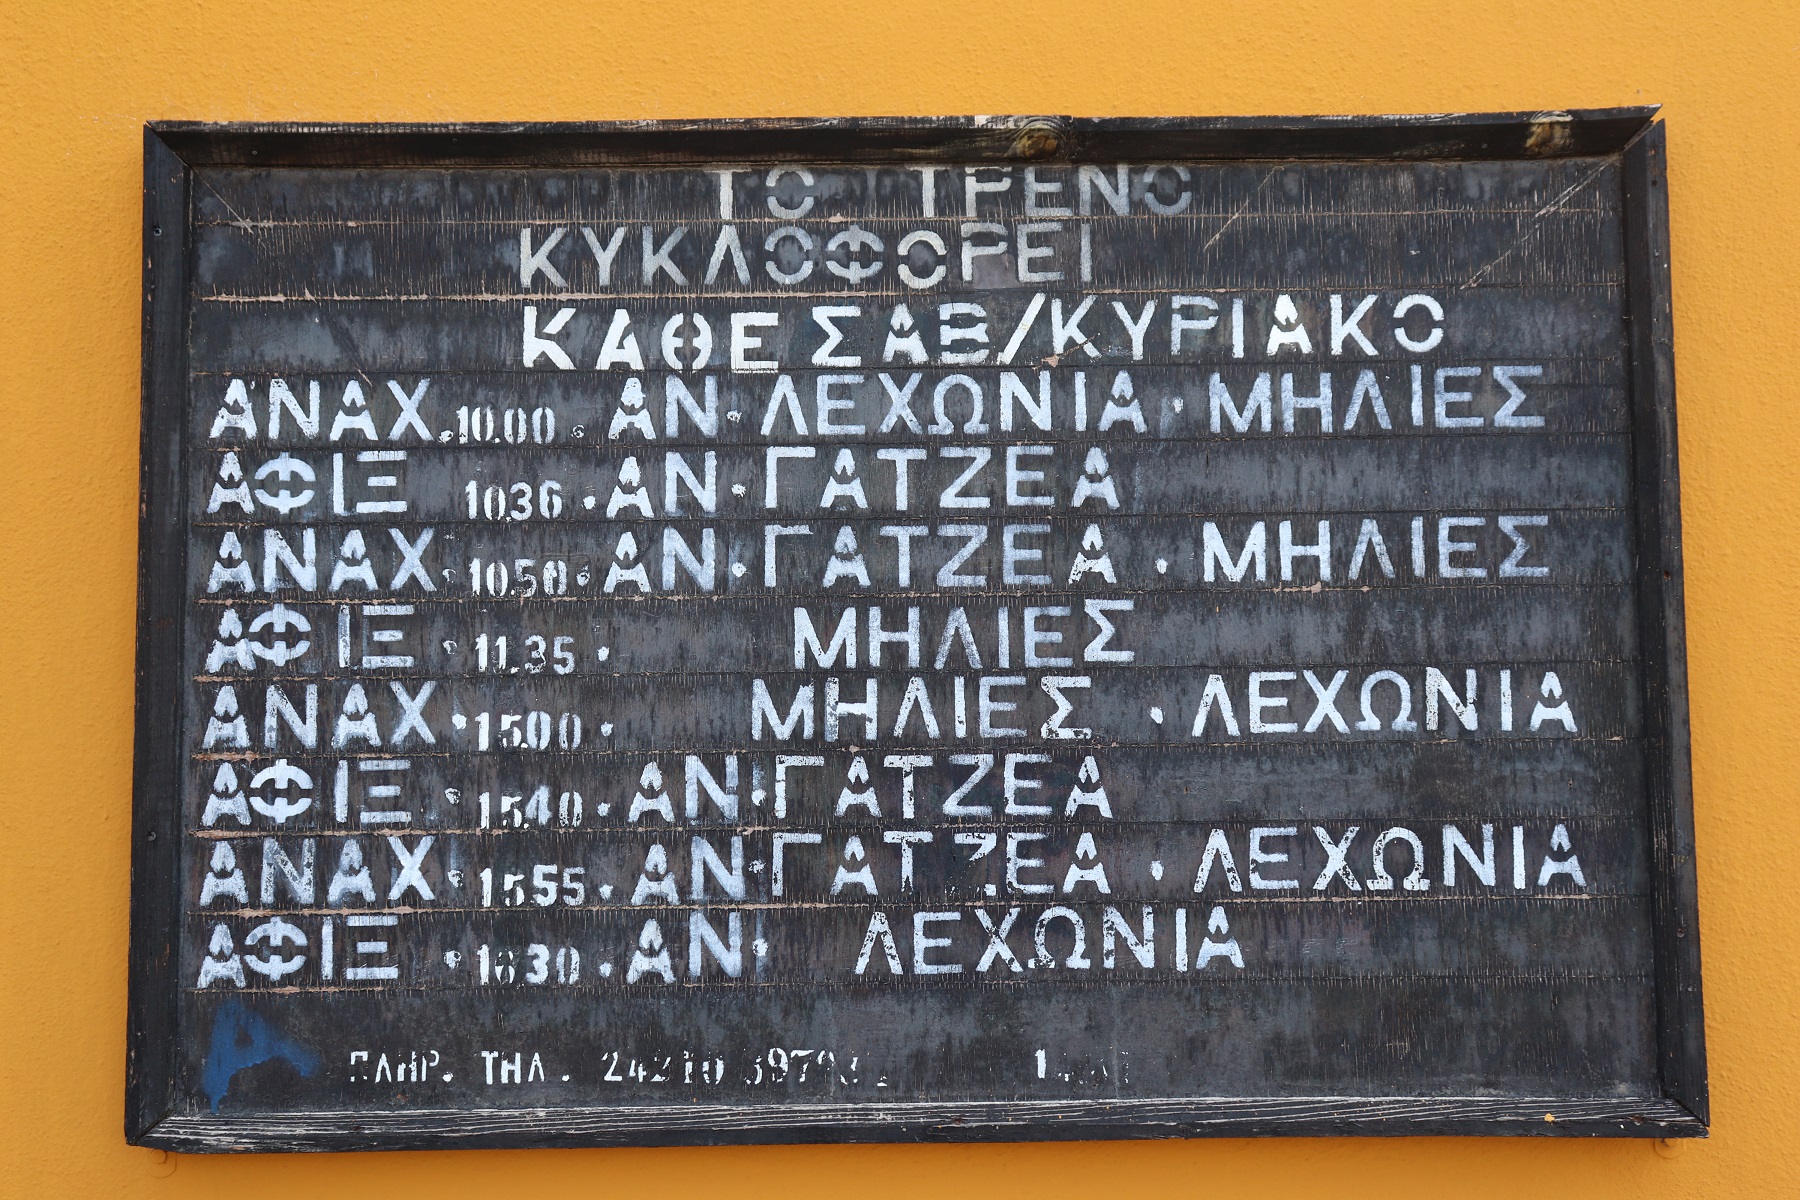 ΤΟ ΤΡΕΝΟ
ΚΥΚΛΟΦΟΡΕΙ
ΚΑΘΕ ΣΑΒ/ΚΥΡΙΑΚΟ
ΑΝΑΧ. 10.00 . ΑΝ. ΛΕΧΩΝΙΑ . ΜΗΛΙΕΣ
ΑΦΙΞ 10.36 . ΑΝ. ΓΑΤΖΕΑ
ΑΝΑΧ . 10.50 . ΑΝ. ΓΑΤΖΕΑ . ΜΗΛΙΕΣ
ΑΦΙΞ . 11.35 . ΜΗΛΙΕΣ
ΑΝΑΧ . 15.00 . ΜΗΛΙΕΣ . ΛΕΧΩΝΙΑ
ΑΦΙΞ . 15.40 . ΑΝ. ΓΑΤΖΕΑ
ΑΝΑΧ . 15.55 . ΑΝ. ΓΑΤΖΕΑ . ΛΕΧΩΝΙΑ
ΑΦΙΞ . 16.30 . ΑΝ. ΛΕΧΩΝΙΑ
ΠΛΗΡ. ΤΗΛ. 24210